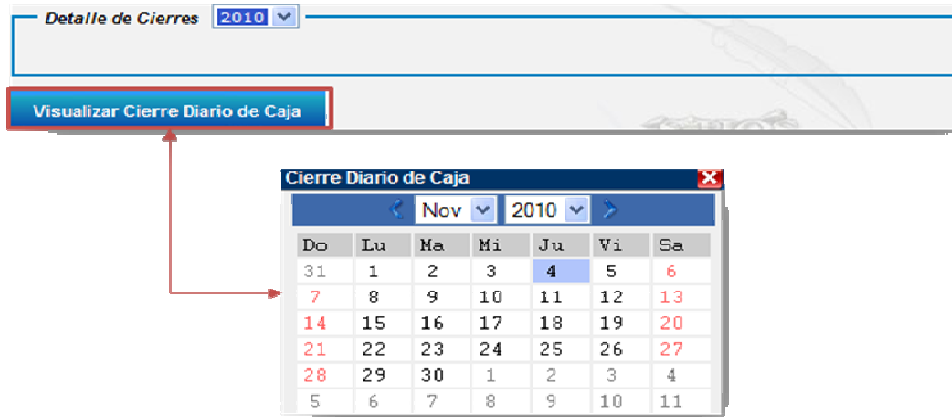 Detalle de Cierres 2010
Visualizar Cierre Diario de Caja
Cierre Diario de Caja
Nov 2010
Do Lu Ma Mi Ju Vi Sa
31 1 2 3 4 5 6
7 8 9 10 11 12 13
14 15 16 17 18 19 20
21 22 23 24 25 26 27
28 29 30 1 2 3 4
5 6 7 8 9 10 11